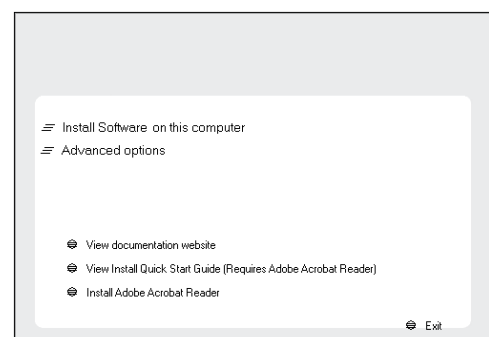 Install Software on this computer
Advanced options
View documentation website
View Install Quick Start Guide (Requires Adobe Acrobat Reader)
Install Adobe Acrobat Reader
Exit